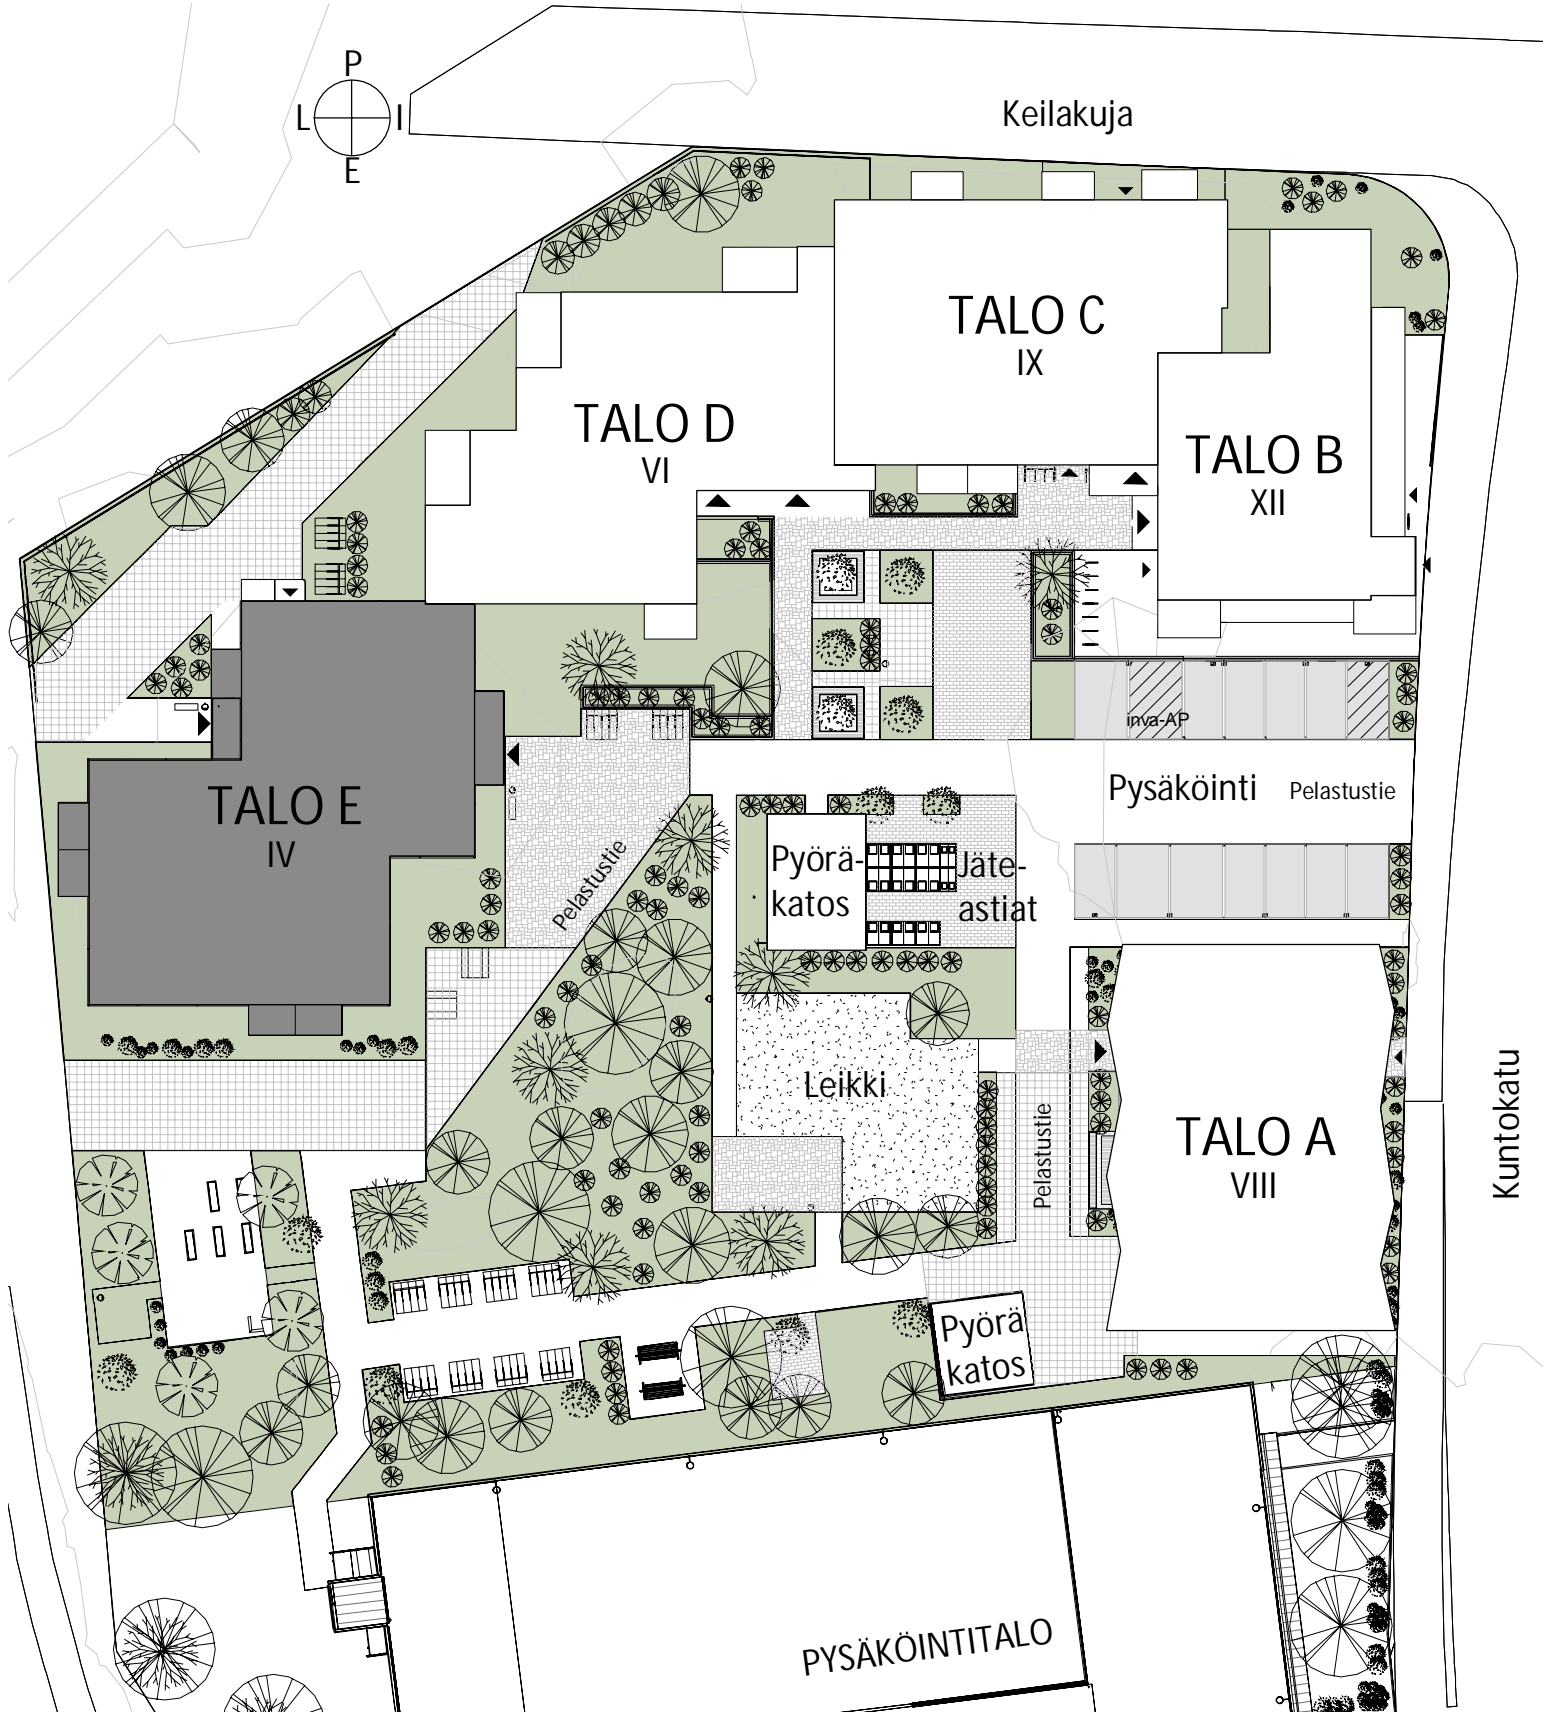 P
L I
E
Keilakuja
TALO C
IX
TALO D
VI
TALO B
XII
inva-AP
Pysäköinti
Pelastustie
TALO E
IV
Pelastustie
Pyörä-
katos
Jäte-
astiat
Leikki
Pelastustie
TALO A
VIII
Kuntokatu
Pyörä
katos
PYSÄKÖINTITALO